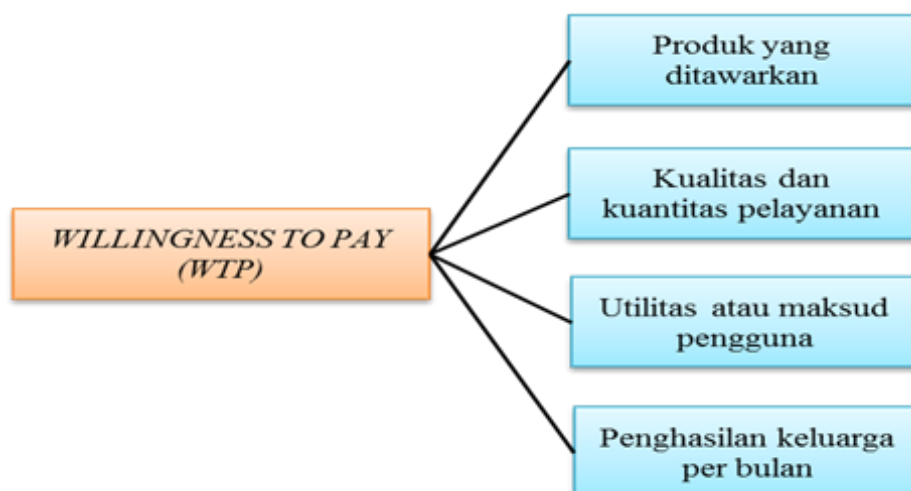 WILLINGNESS TO PAY
(WTP)
Produk yang
ditawarkan
Kualitas dan
kuantitas pelayanan
Utilitas atau maksud
pengguna
Penghasilan keluarga
per bulan